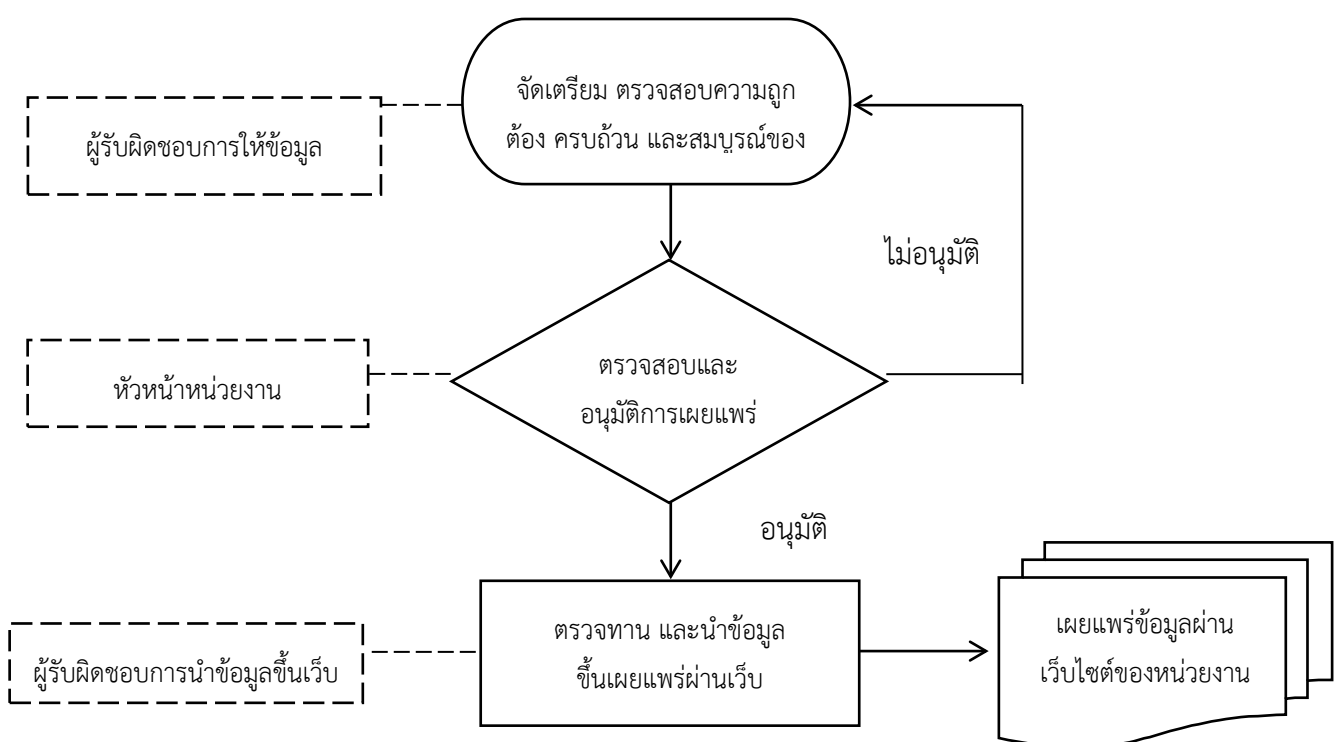 จัดเตรียม ตรวจสอบความถูก
ต้อง ครบถ้วน และสมบูรณ์ของ
ผู้รับผิดชอบการให้ข้อมูล
ไม่อนุมัติ
ตรวจสอบและ
อนุมัติการเผยแพร่
หัวหน้าหน่วยงาน
อนุมัติ
ตรวจทาน และนำข้อมูล
ขึ้นเผยแพร่ผ่านเว็บ
ผู้รับผิดชอบการนำข้อมูลขึ้นเว็บ
เผยแพร่ข้อมูลผ่าน
เว็บไซต์ของหน่วยงาน